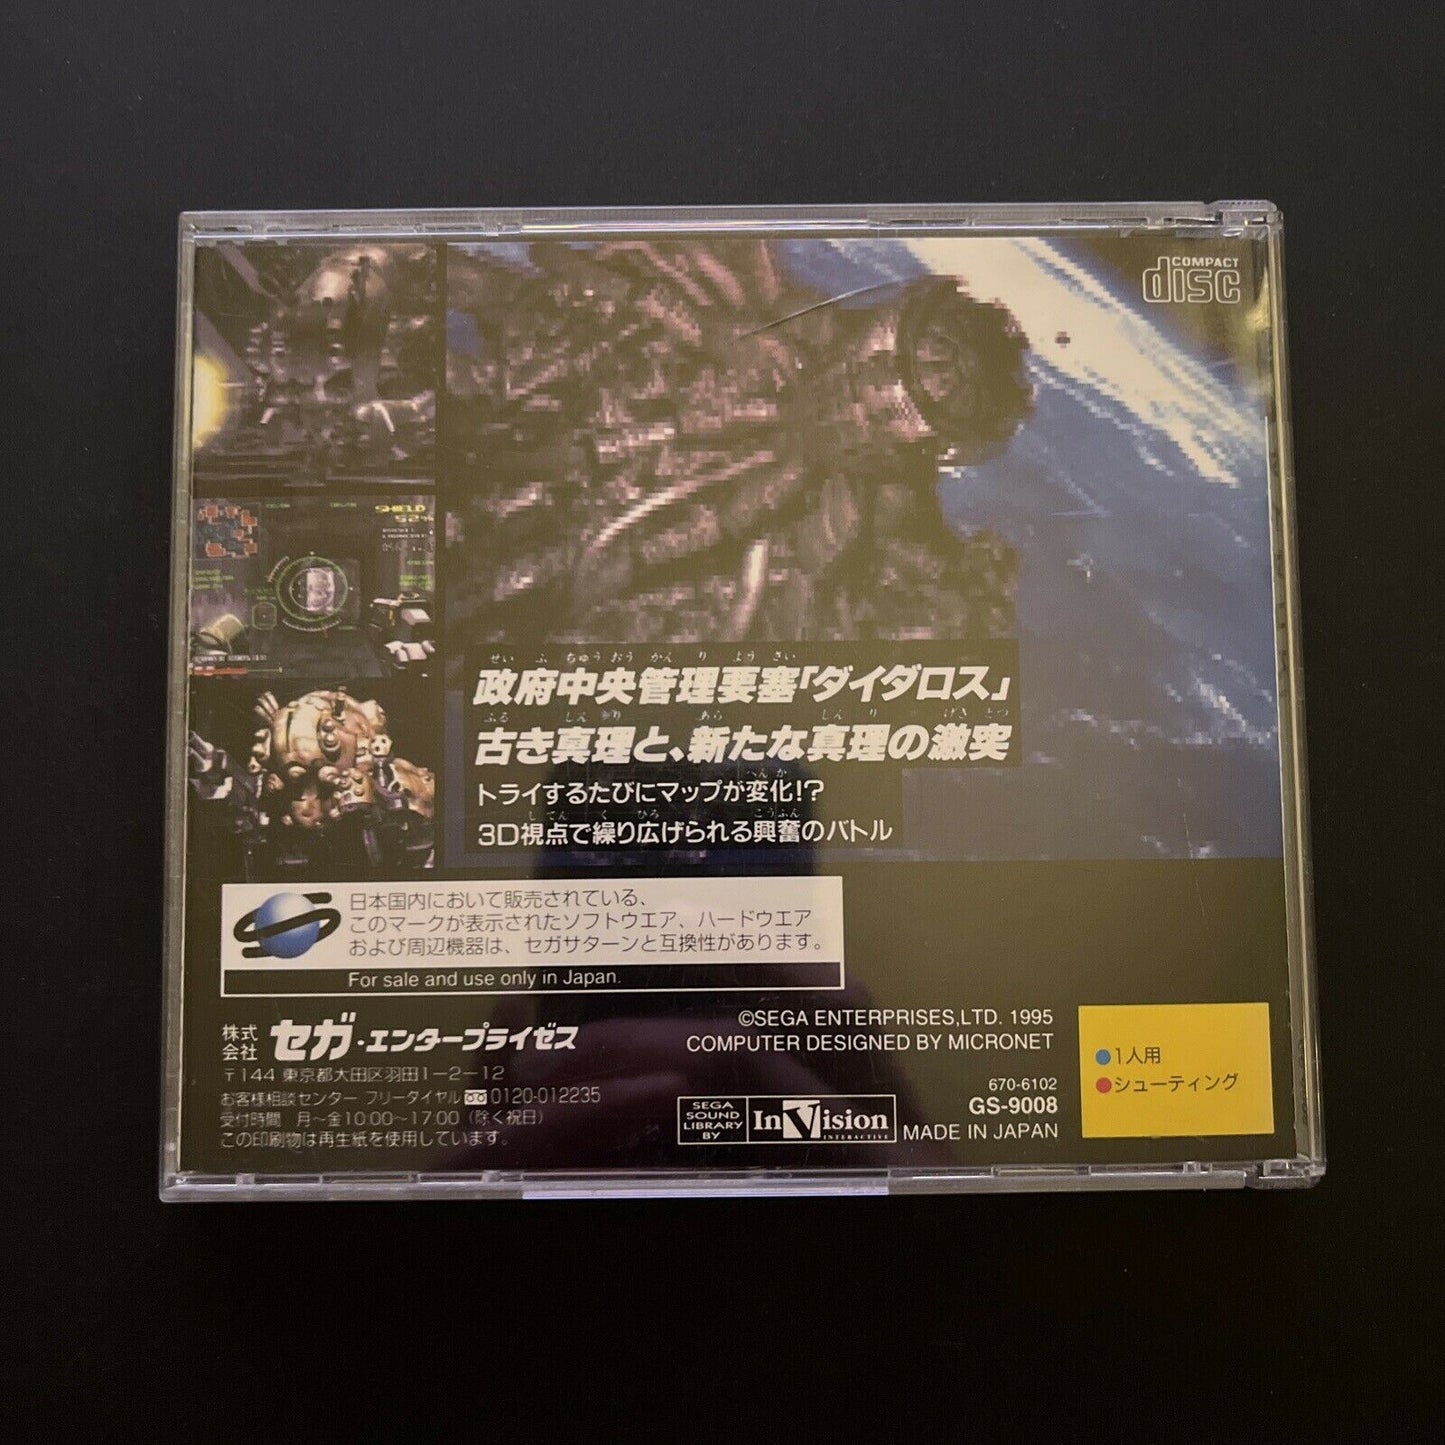 COMPACT
disc
SHIELD
52%
せい ふ ちゅう おう かん り よう さい
政府中央管理要塞「ダイダロス」
ふる しん り あら しん り げき とつ
古き真理と、新たな真理の激突
へん か
トライするたびにマップが変化!?
し てん く ひろ こうふん
3D視点で繰り広げられる興奮のバトル
日本国内において販売されている、
このマークが表示されたソフトウエア、ハードウエア
および周辺機器は、セガサターンと互換性があります。
For sale and use only in Japan.
株式会社 セガ・エンタープライゼス
〒144 東京都大田区羽田1-2-12
お客様相談センター フリーダイヤル 0120-012235
受付時間 月~金10:00~17:00(除く祝日)
この印刷物は再生紙を使用しています。
©SEGA ENTERPRISES,LTD. 1995
COMPUTER DESIGNED BY MICRONET
670-6102
GS-9008
MADE IN JAPAN
SEGA
SOUND
LIBRARY
BY
InVision
INTERACTIVE
●1人用
●シューティング